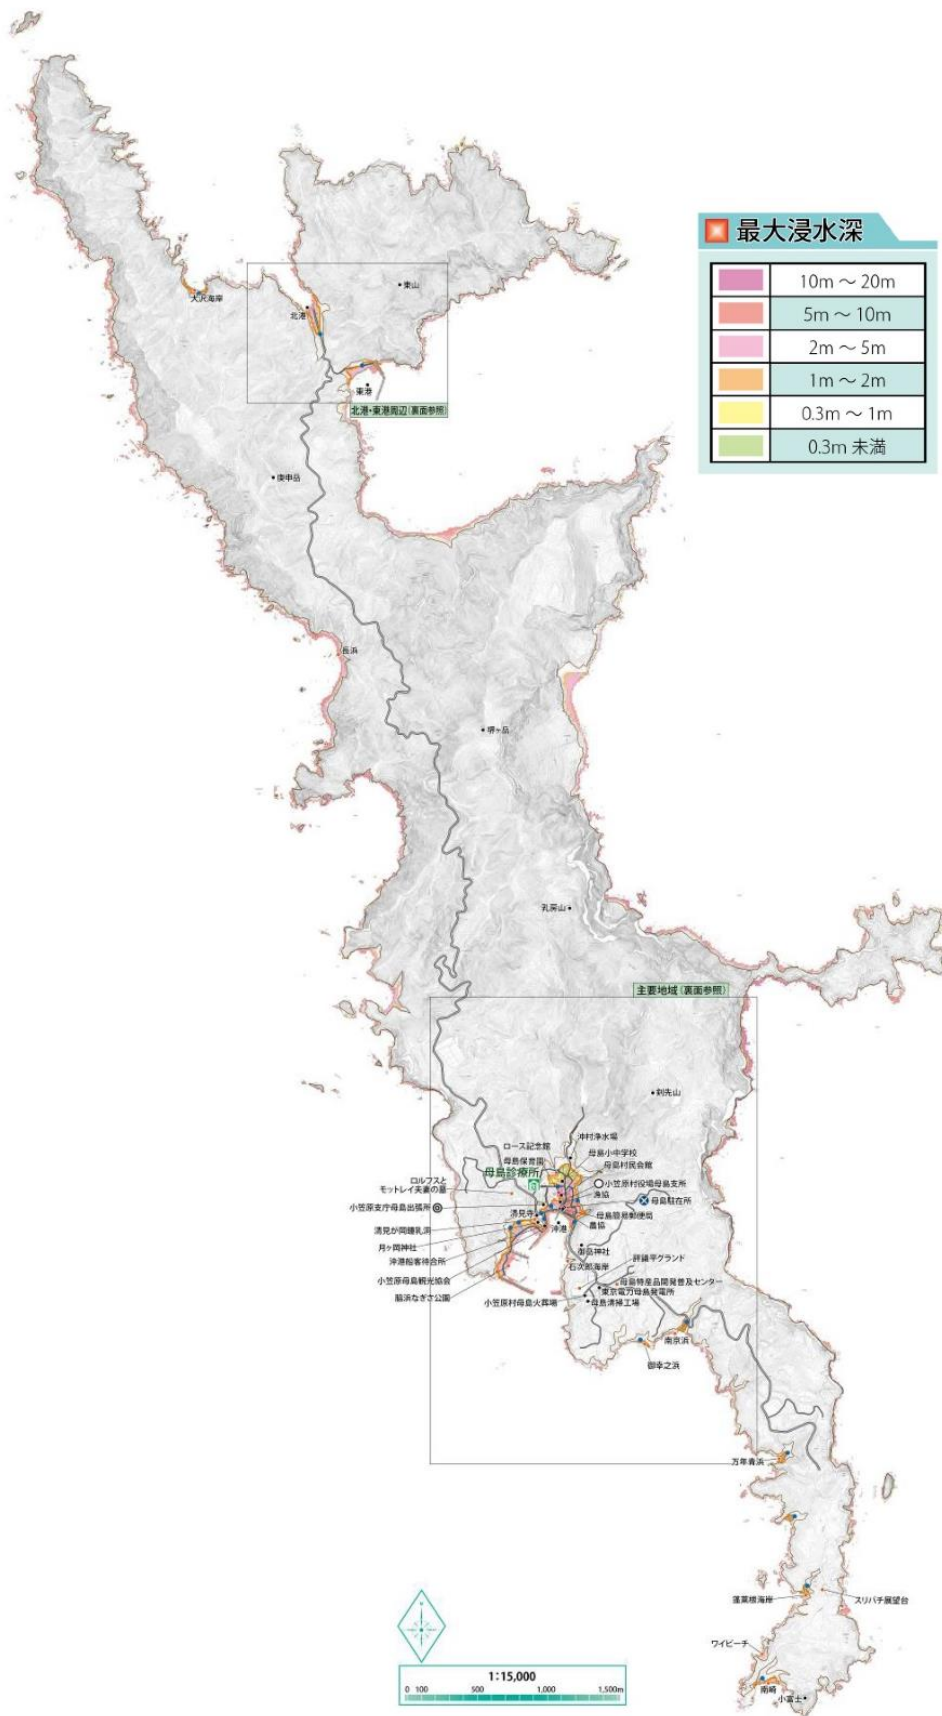 最大浸水深
10m ～ 20m
5m ～ 10m
2m ～ 5m
1m ～ 2m
0.3m ～ 1m
0.3m 未満
大沢海岸
北港
東山
東港
北港・東港周辺(裏面参照)
庚申岳
長浜
堺ヶ岳
乳房山
主要地域(裏面参照)
剣先山
沖村浄水場
ロース記念館
母島小中学校
母島保育園
母島村民会館
母島診療所
ロルフスと
モットレイ夫妻の墓
小笠原村役場母島支所
漁協
母島駐在所
小笠原支庁母島出張所
清見寺
母島簡易郵便局
農協
清見が岡鍾乳洞
沖港
月ヶ岡神社
御嶽神社
沖港船客待合所
石次郎海岸
評議平グランド
小笠原母島観光協会
母島特産品開発普及センター
東京電力母島発電所
脇浜なぎさ公園
小笠原村母島火葬場
母島清掃工場
南京浜
御幸之浜
万年青浜
蓬莱根海岸
スリバチ展望台
ワイビーチ
南崎
小富士
1:15,000
0 100 500 1,000 1,500m